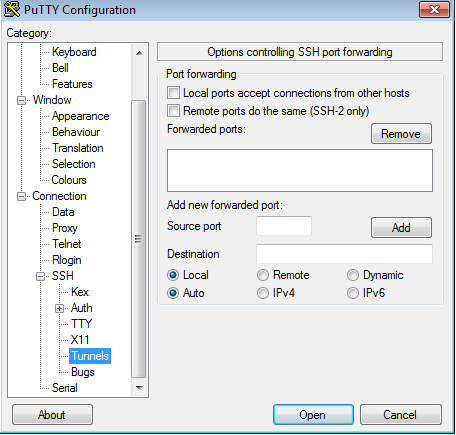 PuTTY Configuration
Category:
Keyboard
Bell
Features
Window
Appearance
Behaviour
Translation
Selection
Colours
Connection
Data
Proxy
Telnet
Rlogin
SSH
Kex
Auth
TTY
X11
Tunnels
Bugs
Serial
Options controlling SSH port forwarding
Port forwarding
Local ports accept connections from other hosts
Remote ports do the same (SSH-2 only)
Forwarded ports:
Remove
Add new forwarded port:
Source port
Add
Destination
Local Remote Dynamic
Auto IPv4 IPv6
About Open Cancel